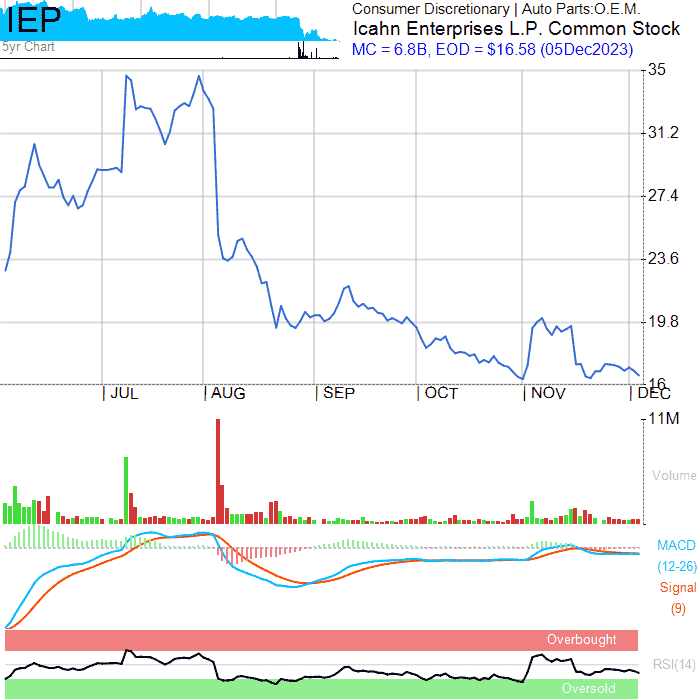 IEP
5yr Chart
Consumer Discretionary | Auto Parts:O.E.M.
Icahn Enterprises L.P. Common Stock
MC = 6.8B, EOD = $16.58 (05Dec2023)
35
31.2
27.4
23.6
19.8
16
JUL
AUG
SEP
OCT
NOV
DEC
11M
Volume
MACD
(12-26)
Signal
(9)
Overbought
RSI(14)
Oversold